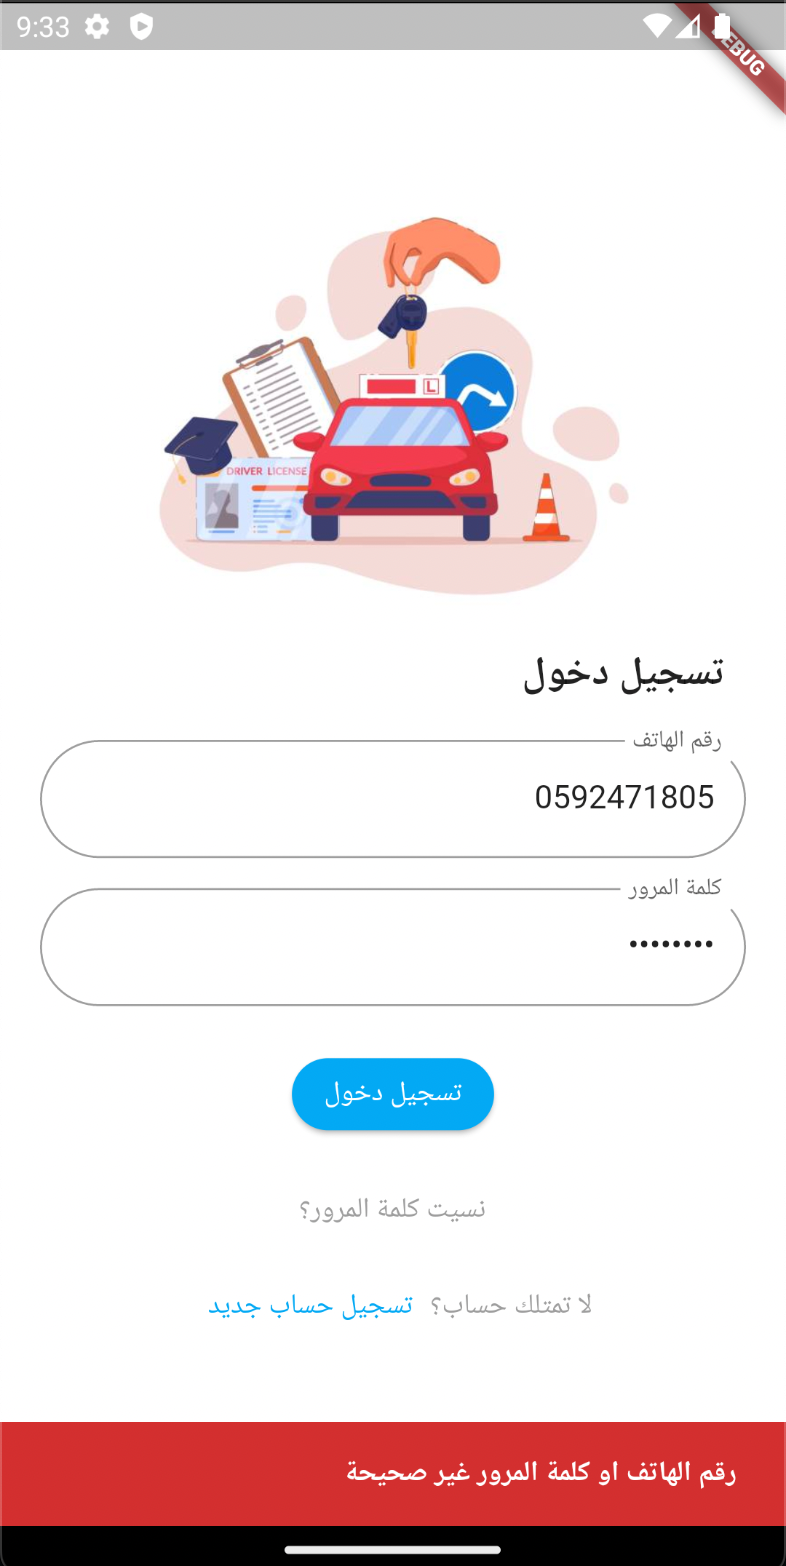 9:33
DEBUG
L
DRIVER LICENSE
تسجيل دخول
رقم الهاتف
0592471805
كلمة المرور
••••••••
تسجيل دخول
نسيت كلمة المرور؟
لا تمتلك حساب؟ تسجيل حساب جديد
رقم الهاتف او كلمة المرور غير صحيحة